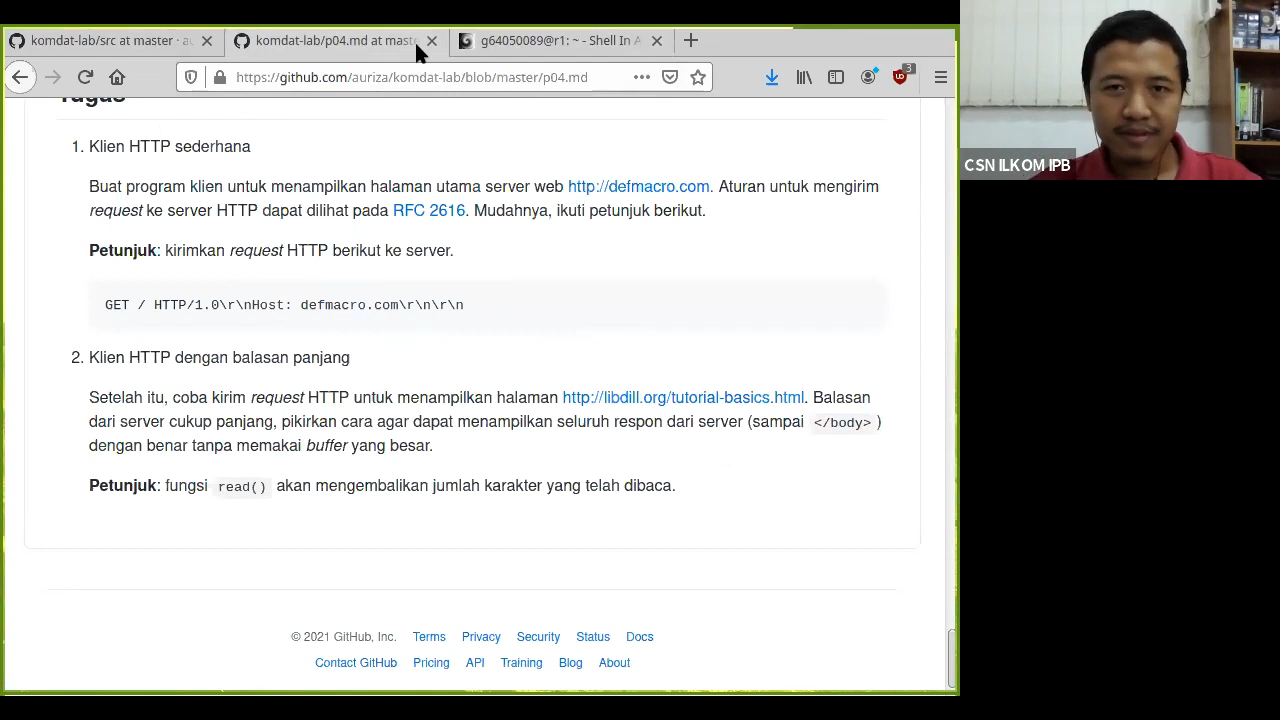 komdat-lab/src at master · au
komdat-lab/p04.md at maste
g64050089@r1: ~ - Shell In A
https://github.com/auriza/komdat-lab/blob/master/p04.md
3
Tugas
1. Klien HTTP sederhana
Buat program klien untuk menampilkan halaman utama server web http://defmacro.com. Aturan untuk mengirim
request ke server HTTP dapat dilihat pada RFC 2616. Mudahnya, ikuti petunjuk berikut.
Petunjuk: kirimkan request HTTP berikut ke server.
GET / HTTP/1.0\r\nHost: defmacro.com\r\n\r\n
2. Klien HTTP dengan balasan panjang
Setelah itu, coba kirim request HTTP untuk menampilkan halaman http://libdill.org/tutorial-basics.html. Balasan
dari server cukup panjang, pikirkan cara agar dapat menampilkan seluruh respon dari server (sampai </body> )
dengan benar tanpa memakai buffer yang besar.
Petunjuk: fungsi read() akan mengembalikan jumlah karakter yang telah dibaca.
© 2021 GitHub, Inc. Terms Privacy Security Status Docs
Contact GitHub Pricing API Training Blog About
CSN ILKOM IPB